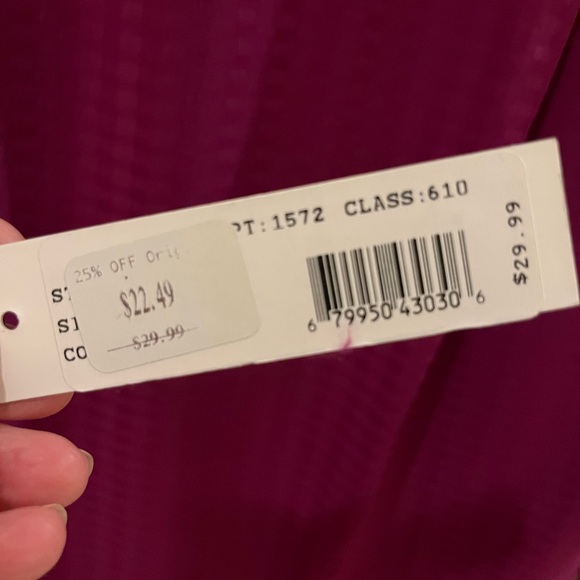 PT:1572 CLASS:610
25% OFF Orig
$22.49
$29.99
ST
SI
CO
6 79950 43030 6
$29.99